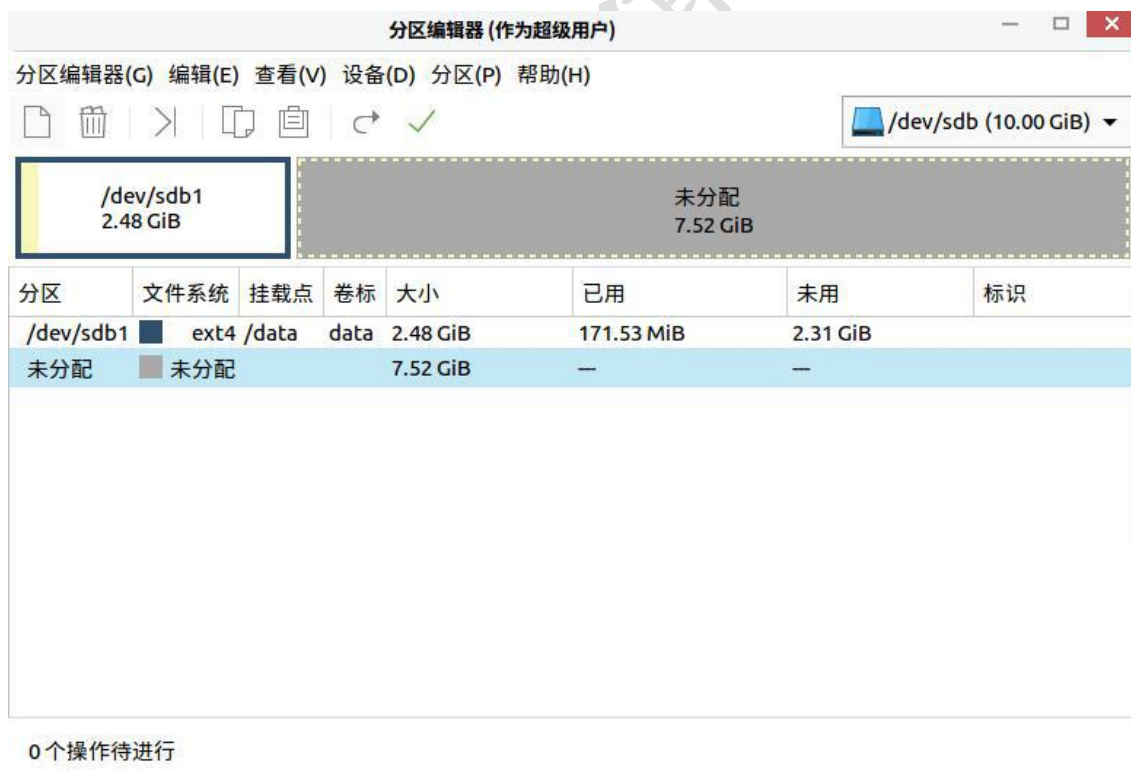 分区编辑器 (作为超级用户)
分区编辑器(G) 编辑(E) 查看(V) 设备(D) 分区(P) 帮助(H)
/dev/sdb (10.00 GiB)
/dev/sdb1
2.48 GiB
未分配
7.52 GiB
分区 文件系统 挂载点 卷标 大小 已用 未用 标识
/dev/sdb1 ext4 /data data 2.48 GiB 171.53 MiB 2.31 GiB
未分配 未分配 7.52 GiB — —
0 个操作待进行